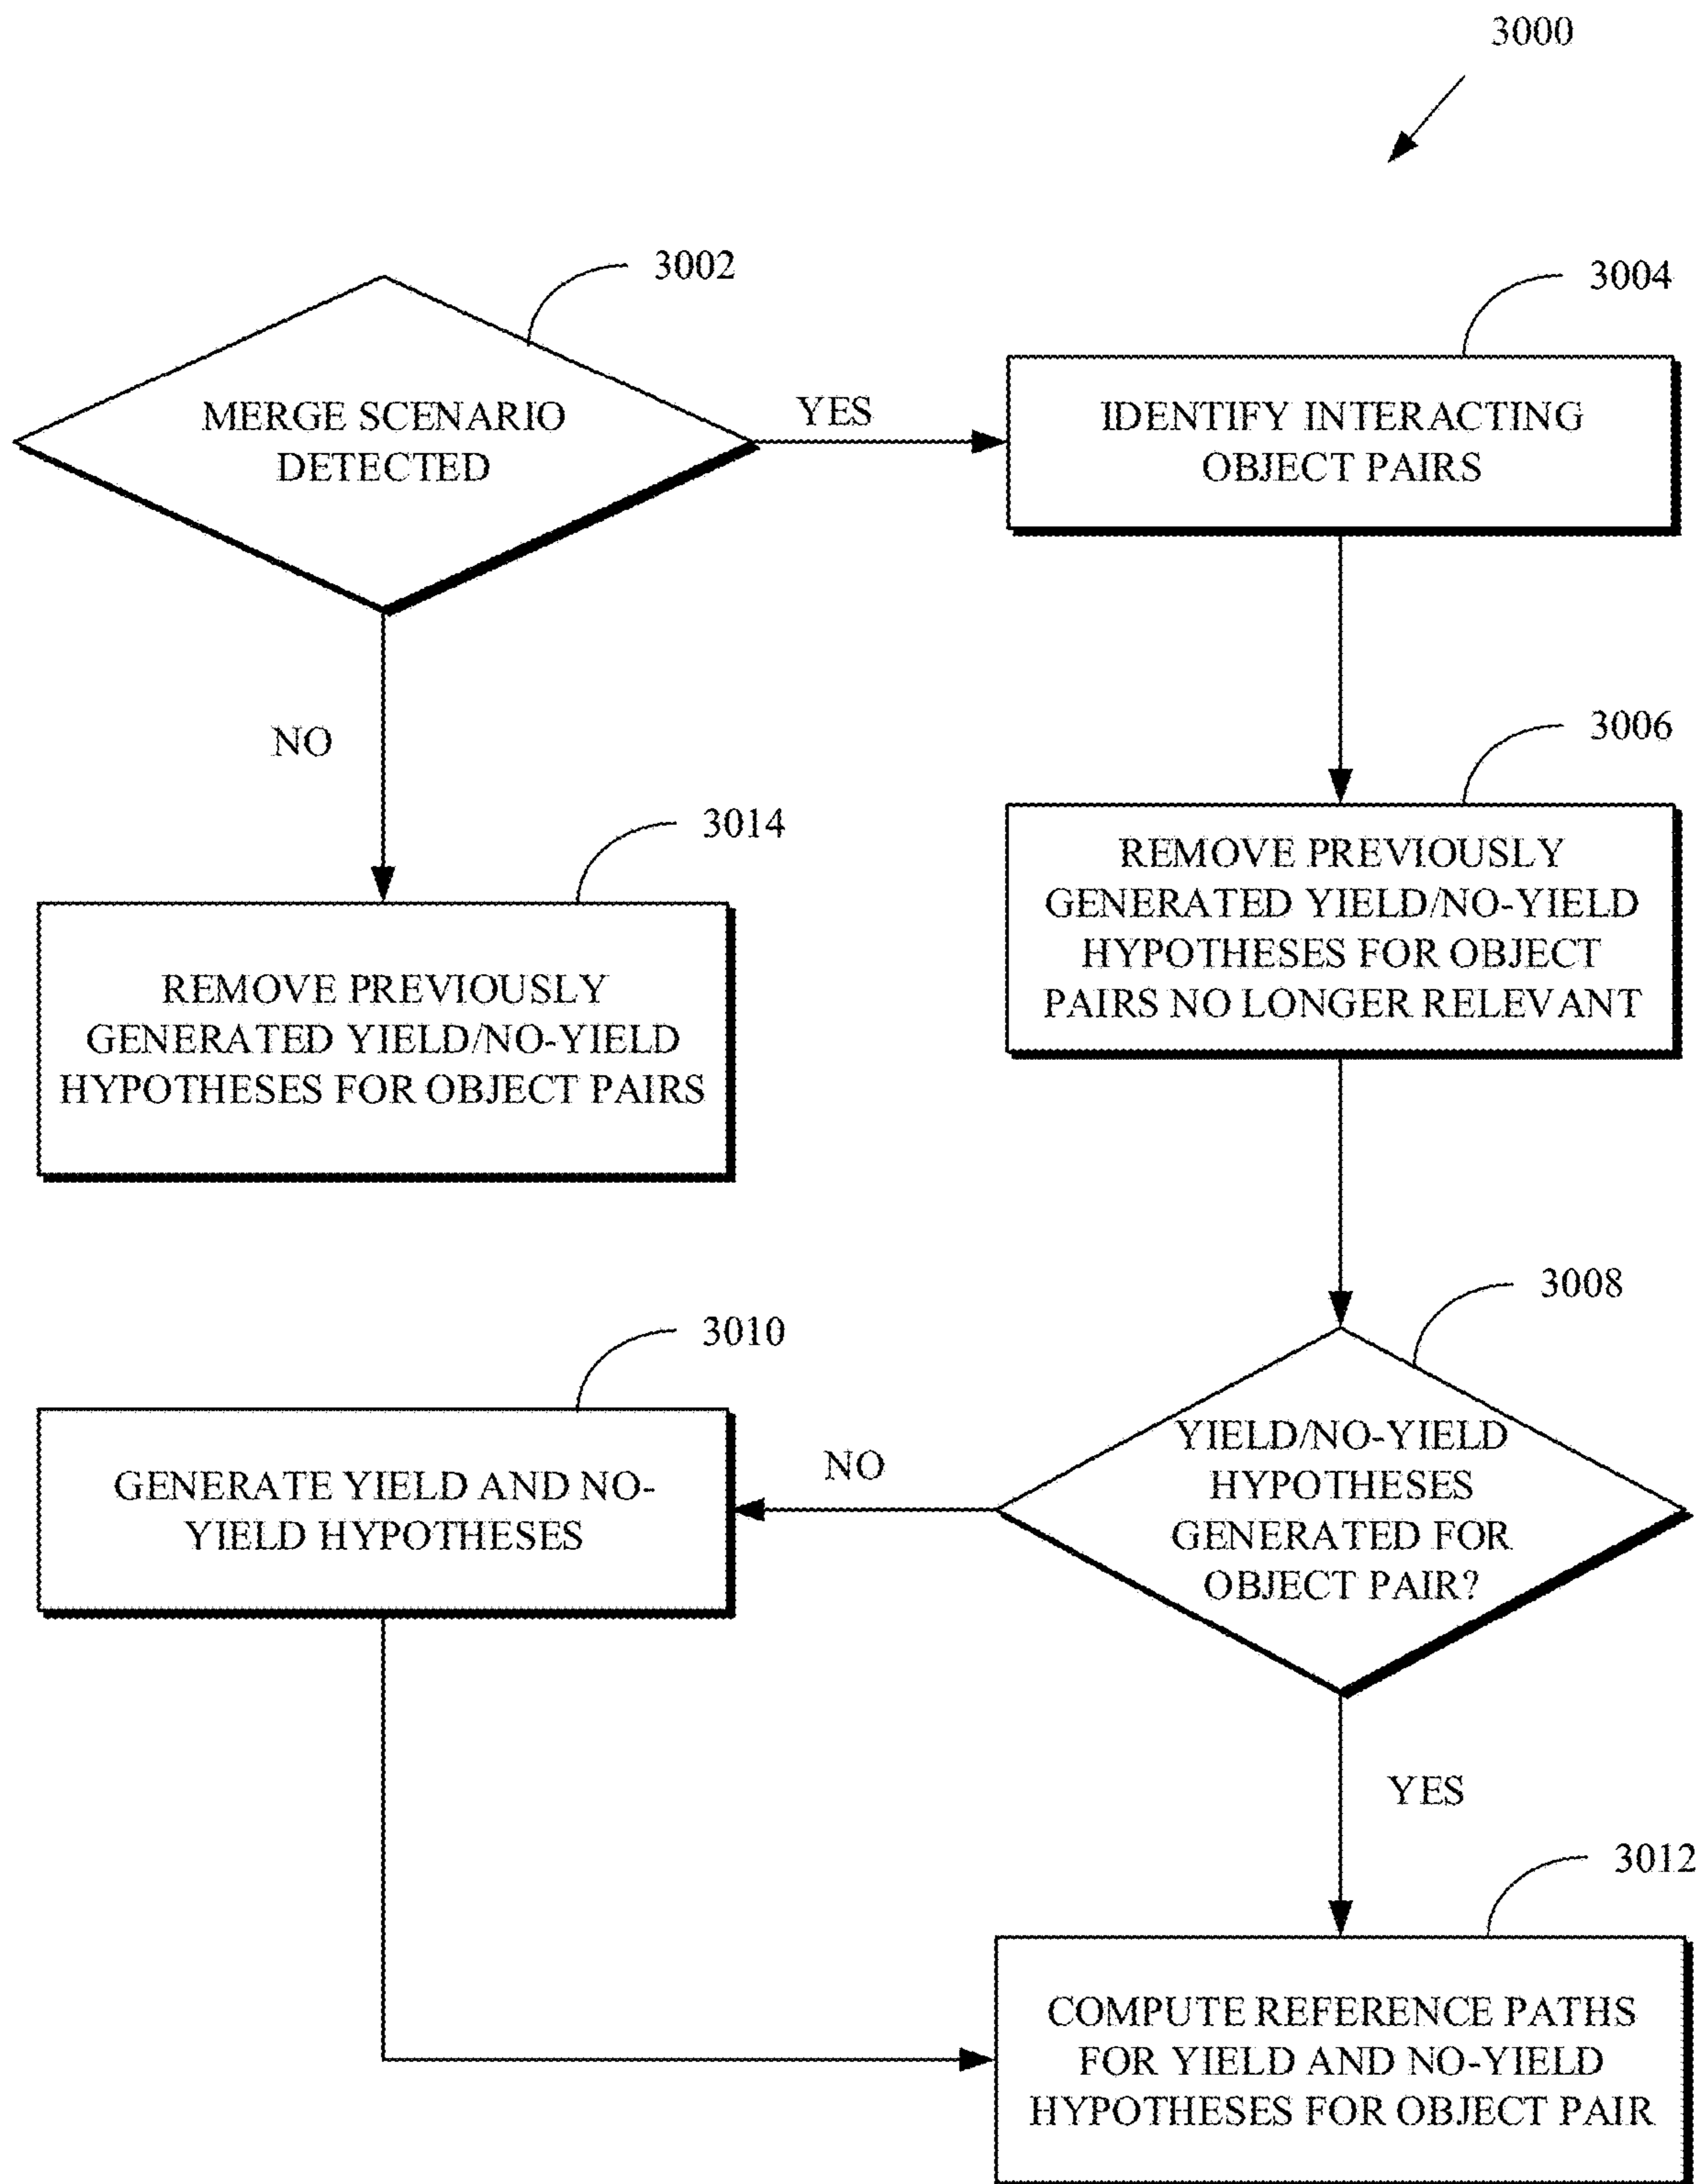 3000
3002
MERGE SCENARIO
DETECTED
YES
3004
IDENTIFY INTERACTING
OBJECT PAIRS
NO
3014
REMOVE PREVIOUSLY
GENERATED YIELD/NO-YIELD
HYPOTHESES FOR OBJECT PAIRS
3006
REMOVE PREVIOUSLY
GENERATED YIELD/NO-YIELD
HYPOTHESES FOR OBJECT
PAIRS NO LONGER RELEVANT
3008
YIELD/NO-YIELD
HYPOTHESES
GENERATED FOR
OBJECT PAIR?
NO
3010
GENERATE YIELD AND NO-
YIELD HYPOTHESES
YES
3012
COMPUTE REFERENCE PATHS
FOR YIELD AND NO-YIELD
HYPOTHESES FOR OBJECT PAIR